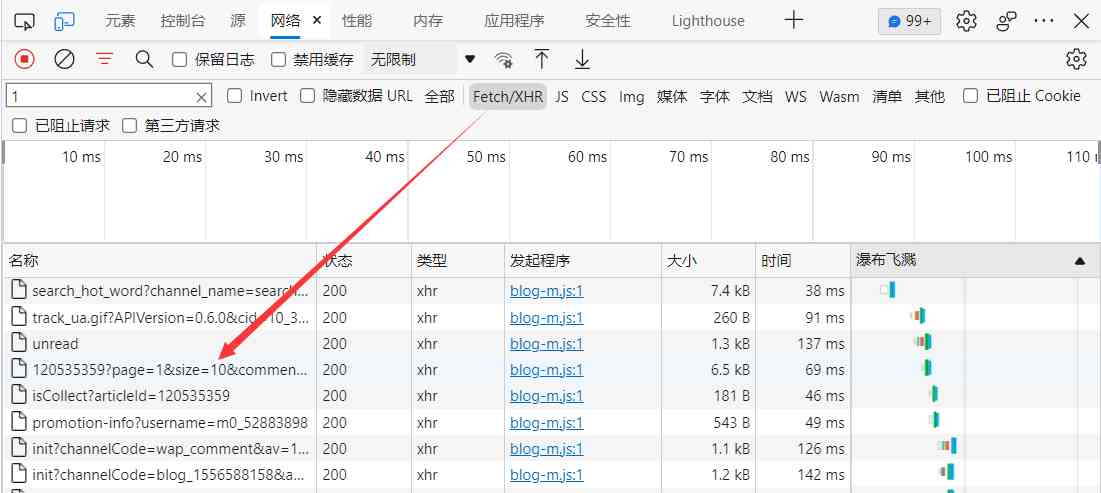 元素 控制台 源 网络 × 性能 内存 应用程序 安全性 Lighthouse + 99+
保留日志 禁用缓存 无限制
1 Invert 隐藏数据 URL 全部 Fetch/XHR JS CSS Img 媒体 字体 文档 WS Wasm 清单 其他 已阻止 Cookie
已阻止请求 第三方请求
10 ms 20 ms 30 ms 40 ms 50 ms 60 ms 70 ms 80 ms 90 ms 100 ms 110
名称 状态 类型 发起程序 大小 时间 瀑布飞溅
search_hot_word?channel_name=search... 200 xhr blog-m.js:1 7.4 kB 38 ms
track_ua.gif?APIVersion=0.6.0&cid=10_3... 200 xhr blog-m.js:1 260 B 91 ms
unread 200 xhr blog-m.js:1 1.3 kB 137 ms
120535359?page=1&size=10&commen... 200 xhr blog-m.js:1 6.5 kB 69 ms
isCollect?articleId=120535359 200 xhr blog-m.js:1 181 B 46 ms
promotion-info?username=m0_52883898 200 xhr blog-m.js:1 543 B 49 ms
init?channelCode=wap_comment&av=1... 200 xhr blog-m.js:1 1.1 kB 126 ms
init?channelCode=blog_1556588158&a... 200 xhr blog-m.js:1 1.2 kB 142 ms